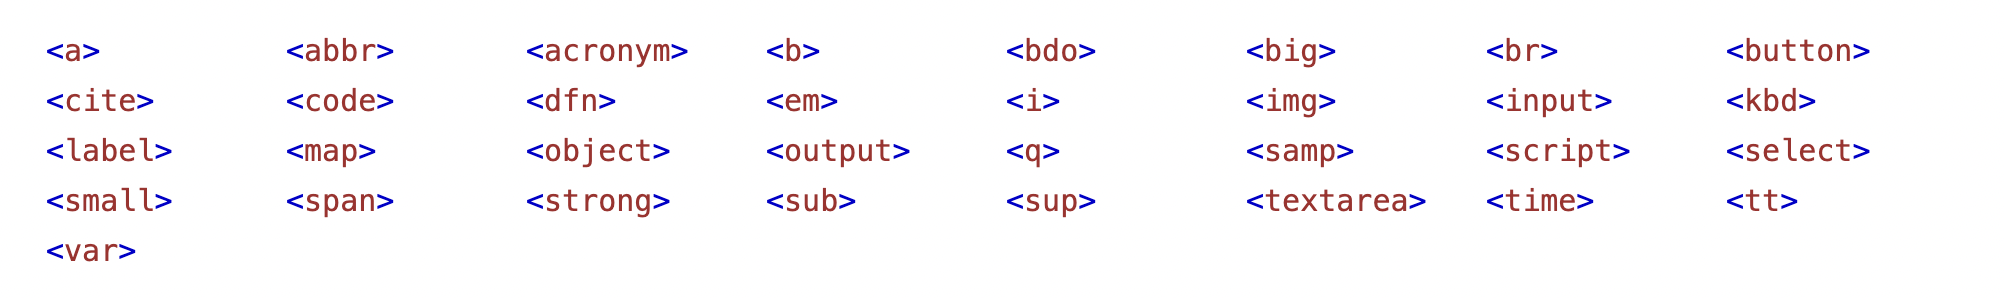 <a> <abbr> <acronym> <b> <bdo> <big> <br> <button>
<cite> <code> <dfn> <em> <i> <img> <input> <kbd>
<label> <map> <object> <output> <q> <samp> <script> <select>
<small> <span> <strong> <sub> <sup> <textarea> <time> <tt>
<var>